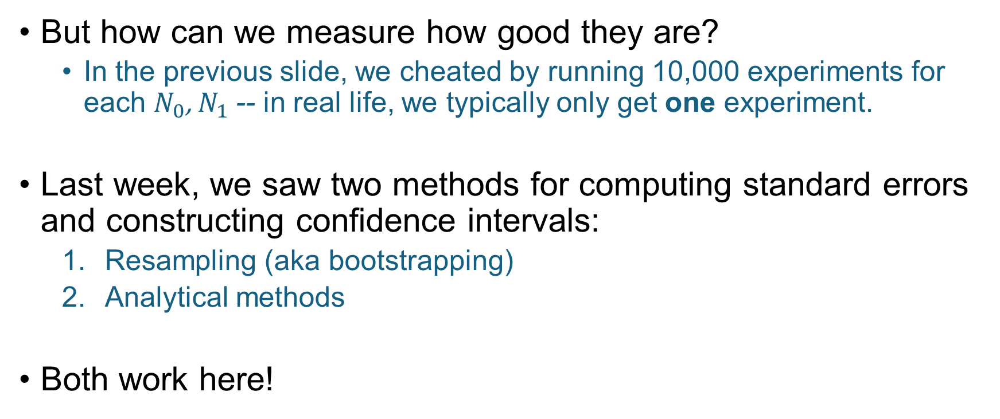 • But how can we measure how good they are?
• In the previous slide, we cheated by running 10,000 experiments for
each N₀, N₁ -- in real life, we typically only get one experiment.
• Last week, we saw two methods for computing standard errors
and constructing confidence intervals:
1. Resampling (aka bootstrapping)
2. Analytical methods
• Both work here!